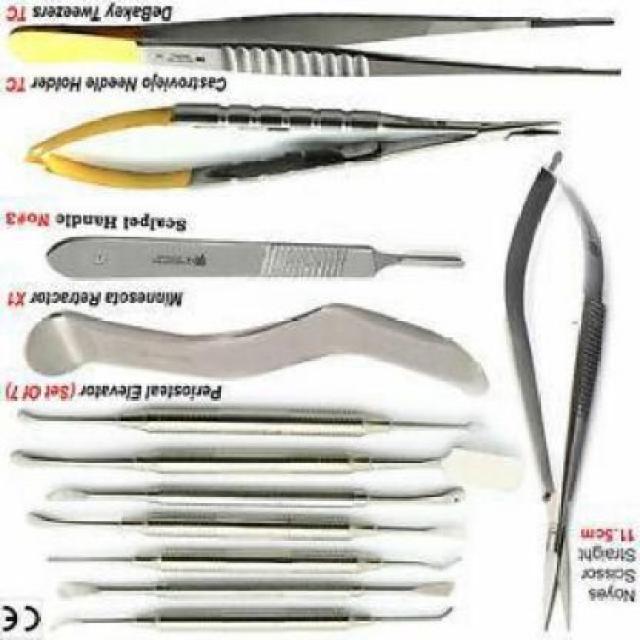 CE
Noyes
Scissor
Straight
11.5cm
Periosteal Elevator (Set Of 7)
Minnesota Retractor X1
Scalpel Handle No#3
Castroviejo Needle Holder TC
DeBakey Tweezers TC